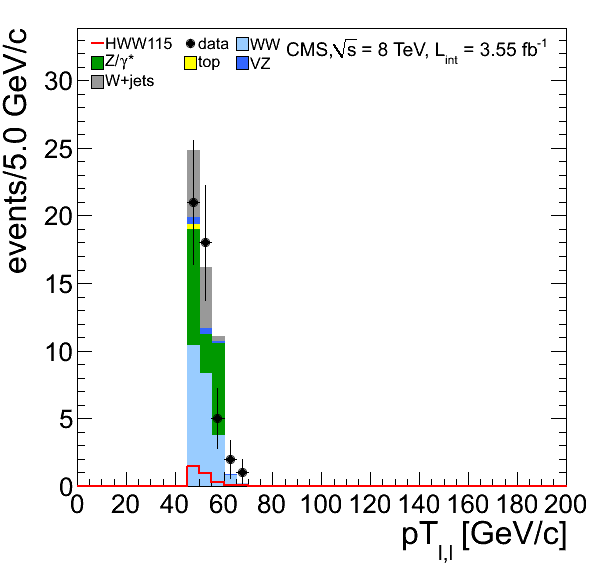 HWW115 data WW CMS,√s = 8 TeV, L_int = 3.55 fb⁻¹
Z/γ* top VZ
W+jets
events/5.0 GeV/c
30
25
20
15
10
5
0
0 20 40 60 80 100 120 140 160 180 200
pT_l,l [GeV/c]